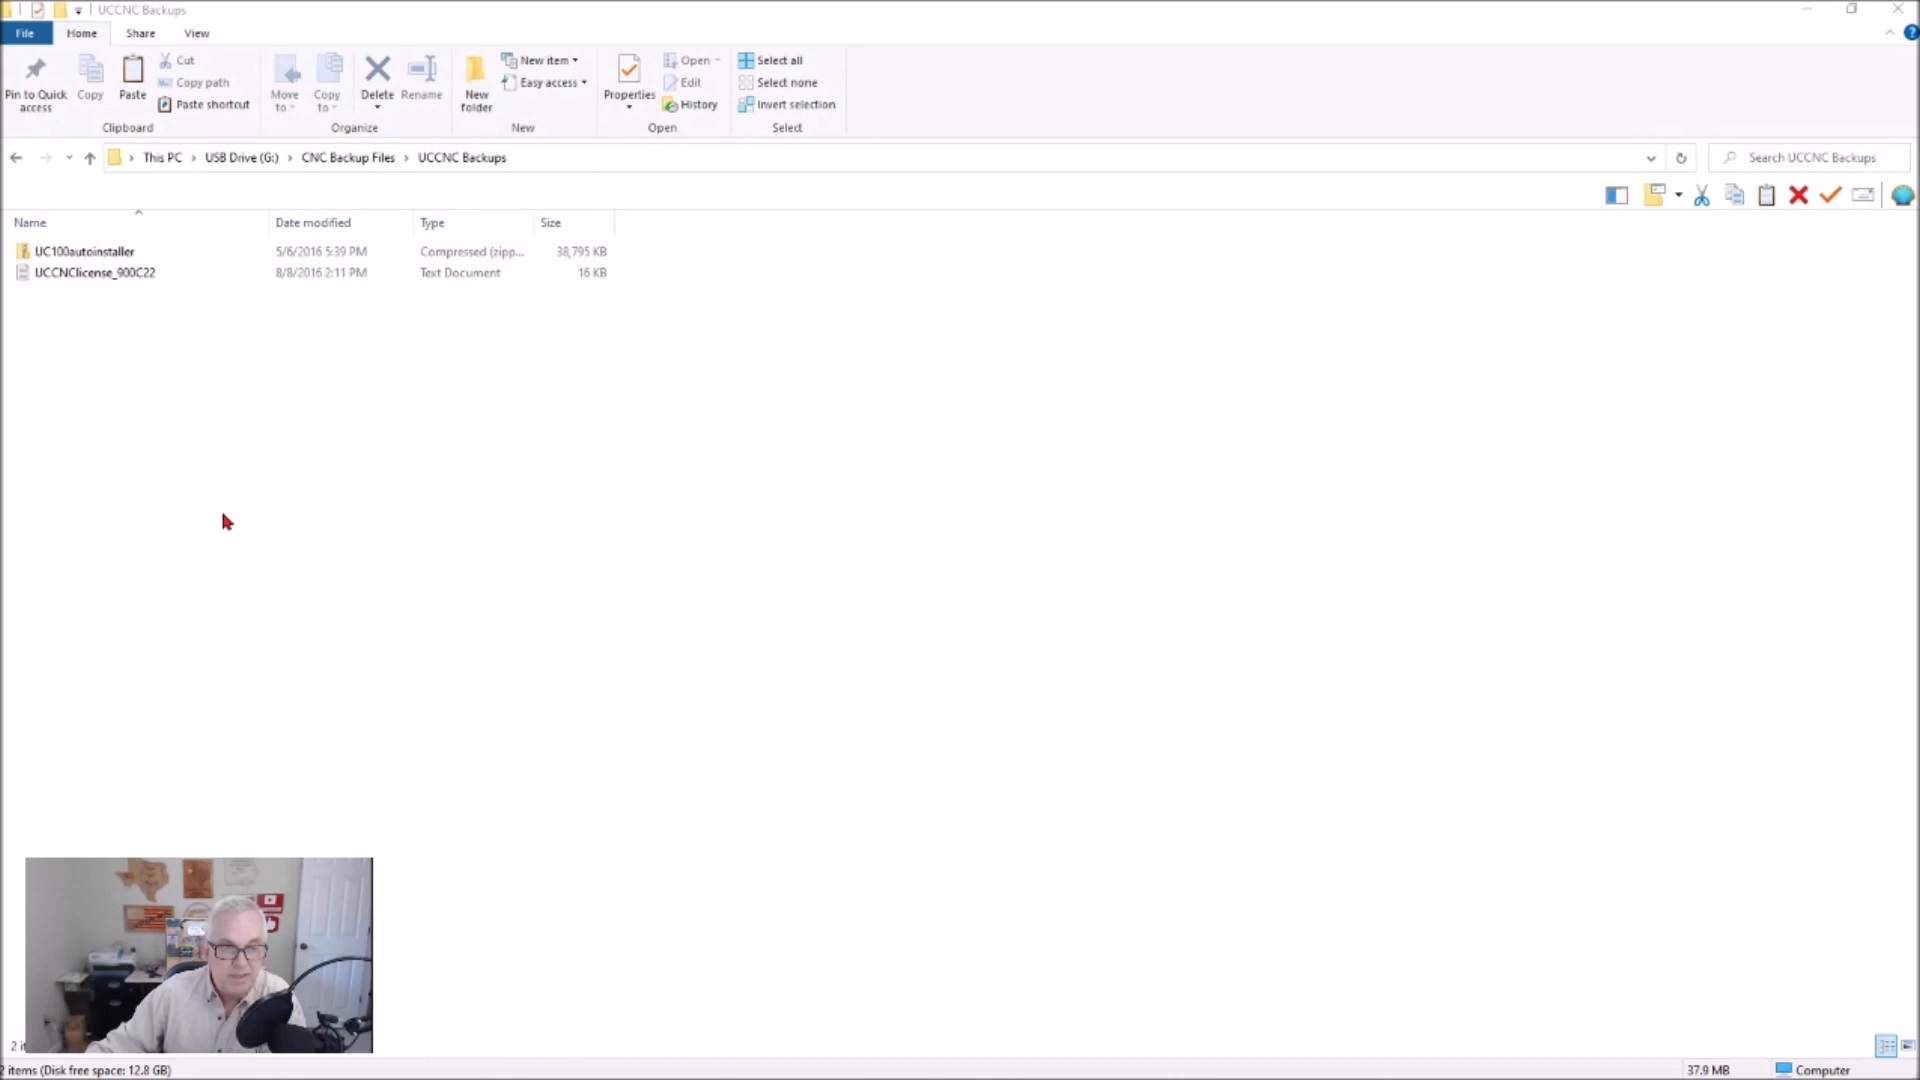 UCCNC Backups
File Home Share View
Pin to Quick access
Copy
Paste
Cut
Copy path
Paste shortcut
Clipboard
Move to
Copy to
Delete
Rename
Organize
New folder
New item
Easy access
New
Properties
Open
Edit
History
Open
Select all
Select none
Invert selection
Select
This PC > USB Drive (G:) > CNC Backup Files > UCCNC Backups
Search UCCNC Backups
Name Date modified Type Size
UC100autoinstaller 5/6/2016 5:39 PM Compressed (zipp... 38,795 KB
UCCNClicense_900C22 8/8/2016 2:11 PM Text Document 16 KB
2 it
2 items (Disk free space: 12.8 GB) 37.9 MB Computer